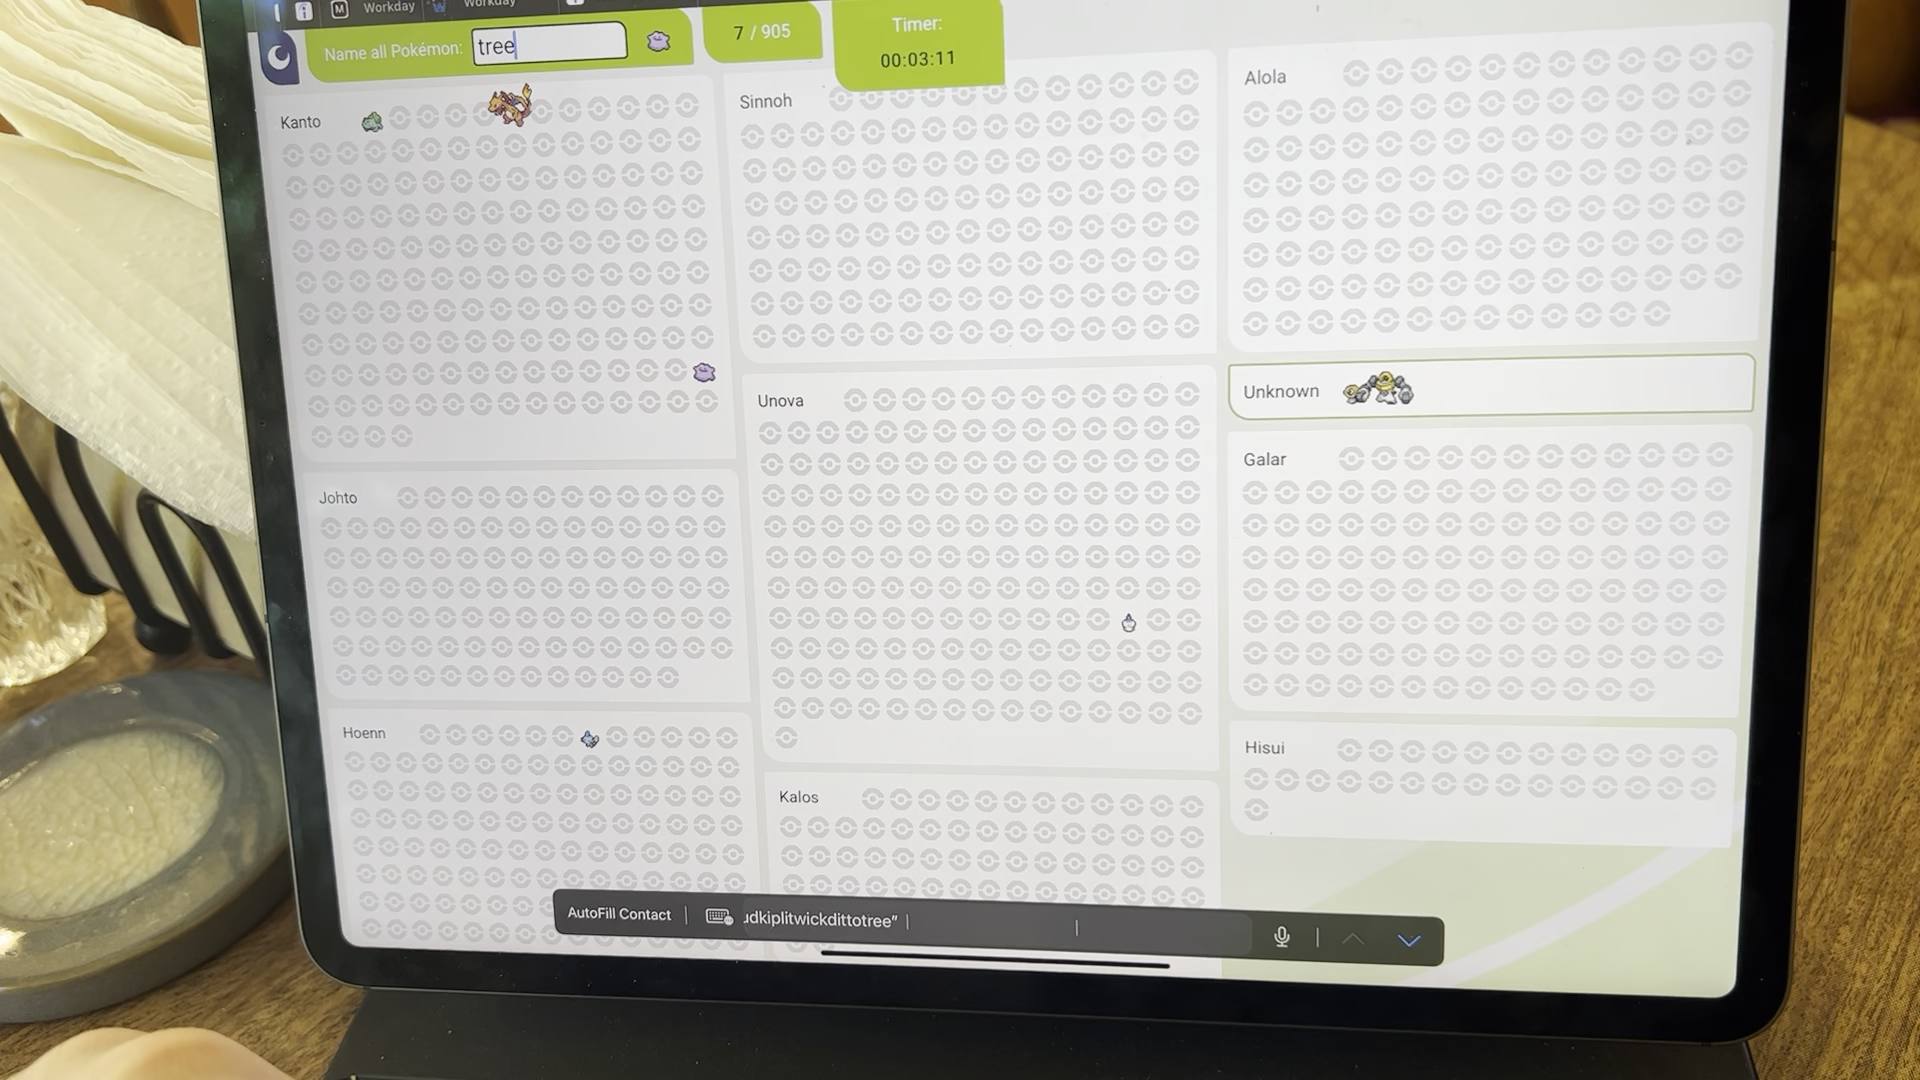 Workday
Workday
Name all Pokémon: tree
7 / 905
Timer:
00:03:11
Kanto
Sinnoh
Alola
Unknown
Unova
Galar
Johto
Hoenn
Kalos
Hisui
AutoFill Contact
udkiplitwickdittotree"